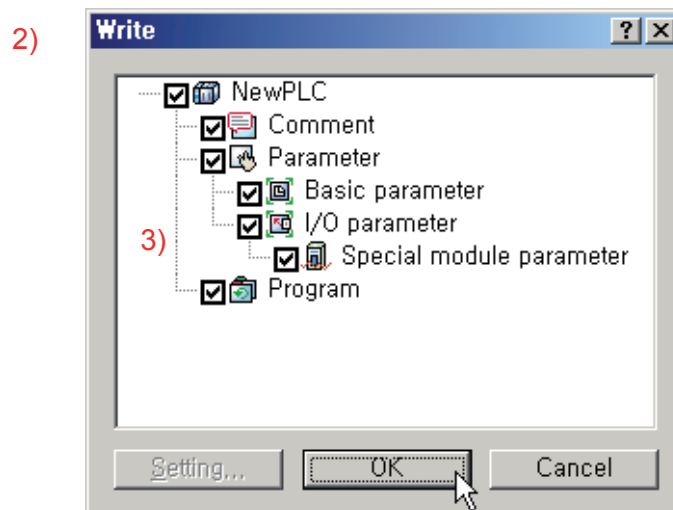 2)
Write
NewPLC
Comment
Parameter
Basic parameter
I/O parameter
3)
Special module parameter
Program
Setting...
OK
Cancel